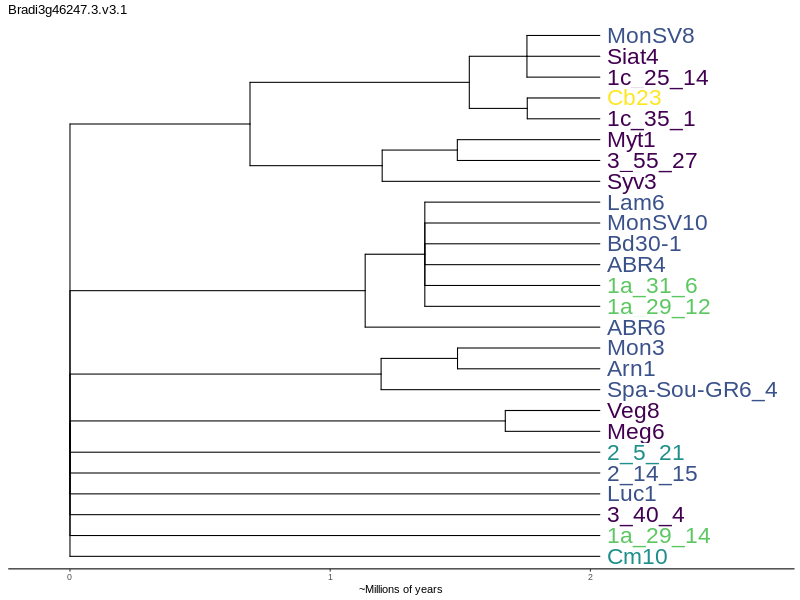 Bradi3g46247.3.v3.1
MonSV8
Siat4
1c_25_14
Cb23
1c_35_1
Myt1
3_55_27
Syv3
Lam6
MonSV10
Bd30-1
ABR4
1a_31_6
1a_29_12
ABR6
Mon3
Arn1
Spa-Sou-GR6_4
Veg8
Meg6
2_5_21
2_14_15
Luc1
3_40_4
1a_29_14
Cm10
0 1 2
~Millions of years